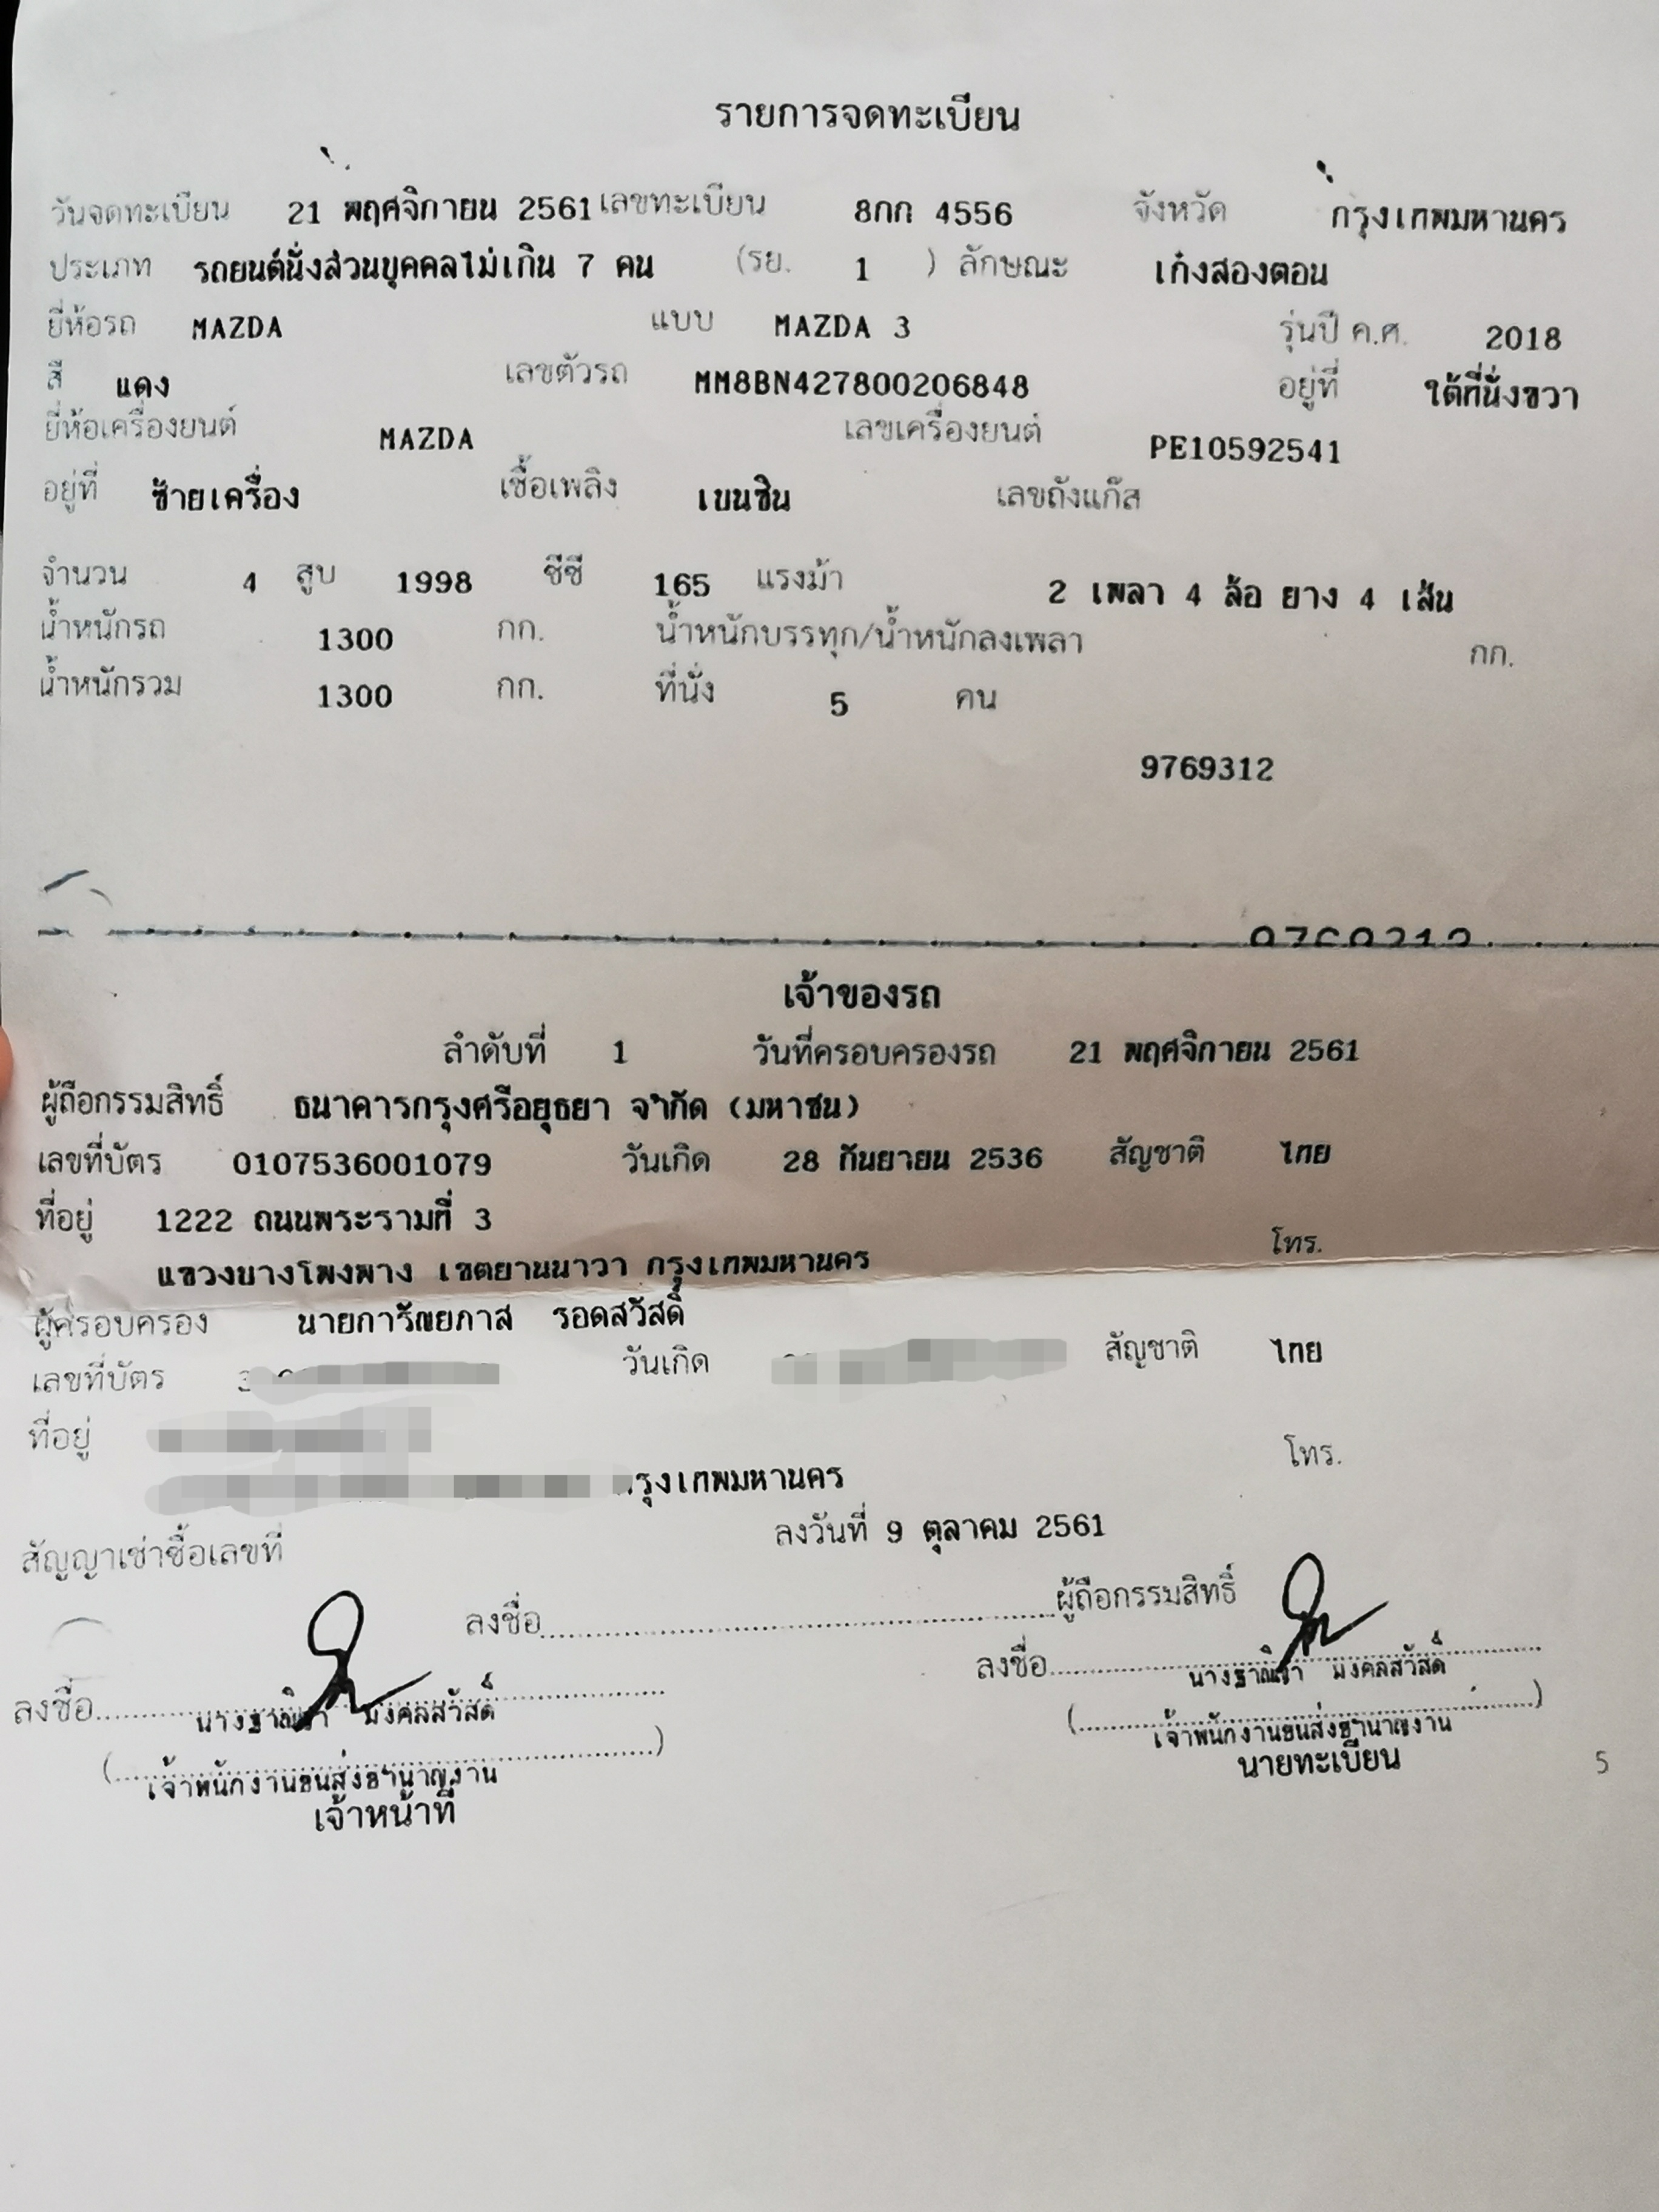 รายการจดทะเบียน
วันจดทะเบียน 21 พฤศจิกายน 2561 เลขทะเบียน 8กก 4556 จังหวัด กรุงเทพมหานคร
ประเภท รถยนต์นั่งส่วนบุคคลไม่เกิน 7 คน (รย. 1 ) ลักษณะ เก๋งสองตอน
ยี่ห้อรถ MAZDA แบบ MAZDA 3 รุ่นปี ค.ศ. 2018
สี แดง เลขตัวรถ MM8BN427800206848 อยู่ที่ ใต้ที่นั่งขวา
ยี่ห้อเครื่องยนต์ MAZDA เลขเครื่องยนต์ PE10592541
อยู่ที่ ซ้ายเครื่อง เชื้อเพลิง เบนซิน เลขถังแก๊ส
จำนวน 4 สูบ 1998 ซีซี 165 แรงม้า 2 เพลา 4 ล้อ ยาง 4 เส้น
น้ำหนักรถ 1300 กก. น้ำหนักบรรทุก/น้ำหนักลงเพลา กก.
น้ำหนักรวม 1300 กก. ที่นั่ง 5 คน
9769312
เจ้าของรถ
ลำดับที่ 1 วันที่ครอบครองรถ 21 พฤศจิกายน 2561
ผู้ถือกรรมสิทธิ์ ธนาคารกรุงศรีอยุธยา จำกัด (มหาชน)
เลขที่บัตร 0107536001079 วันเกิด 28 กันยายน 2536 สัญชาติ ไทย
ที่อยู่ 1222 ถนนพระรามที่ 3
แขวงบางโพงพาง เขตยานนาวา กรุงเทพมหานคร โทร.
ผู้ครอบครอง นายการัณยภาส รอดสวัสดิ์
เลขที่บัตร วันเกิด สัญชาติ ไทย
ที่อยู่ โทร.
กรุงเทพมหานคร
สัญญาเช่าซื้อเลขที่ ลงวันที่ 9 ตุลาคม 2561
ลงชื่อ ผู้ถือกรรมสิทธิ์
ลงชื่อ นาง มงคลสวัสดิ์ ลงชื่อ นาง มงคลสวัสดิ์
(เจ้าพนักงานขนส่งชำนาญงาน) (เจ้าพนักงานขนส่งชำนาญงาน)
เจ้าหน้าที่ นายทะเบียน
5